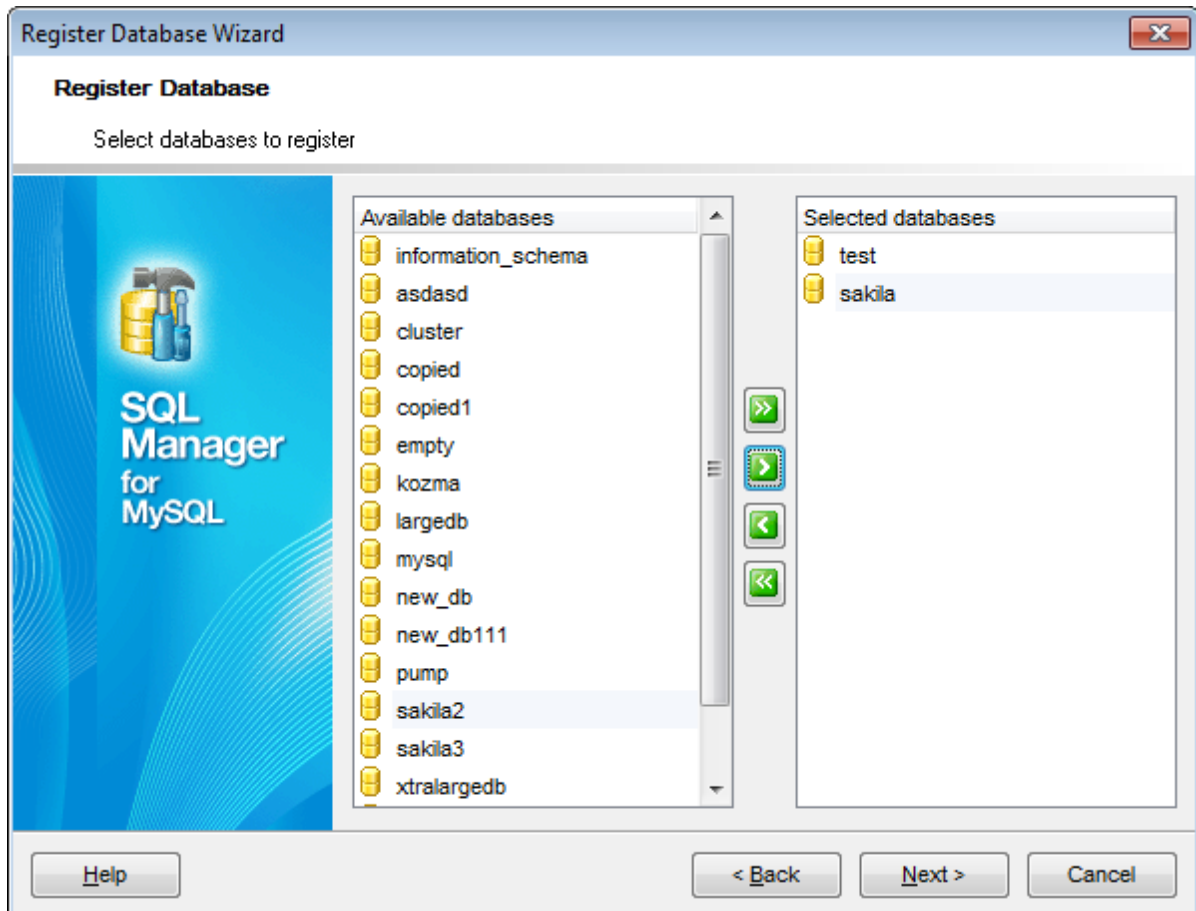 Register Database Wizard
Register Database
Select databases to register
SQL
Manager
for
MySQL
Available databases
information_schema
asdasd
cluster
copied
copied1
empty
kozma
largedb
mysql
new_db
new_db111
pump
sakila2
sakila3
xtralargedb
Selected databases
test
sakila
Help
< Back
Next >
Cancel